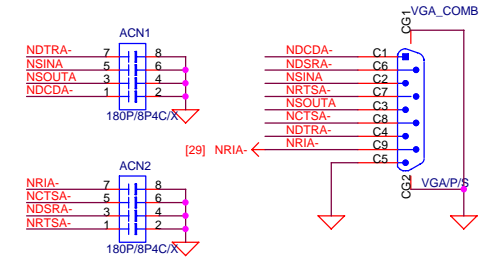 ACN1
NDTRA- 7 8
NSINA 5 6
NSOUTA 3 4
NDCDA- 1 2
180P/8P4C/X
ACN2
NRIA- 7 8
NCTSA- 5 6
NDSRA- 3 4
NRTSA- 1 2
180P/8P4C/X
VGA_COMB
CG1
NDCDA- C1
NDSRA- C6
NSINA C2
NRTSA- C7
NSOUTA C3
NCTSA- C8
NDTRA- C4
[29] NRIA- NRIA- C9
C5
CG2
VGA/P/S